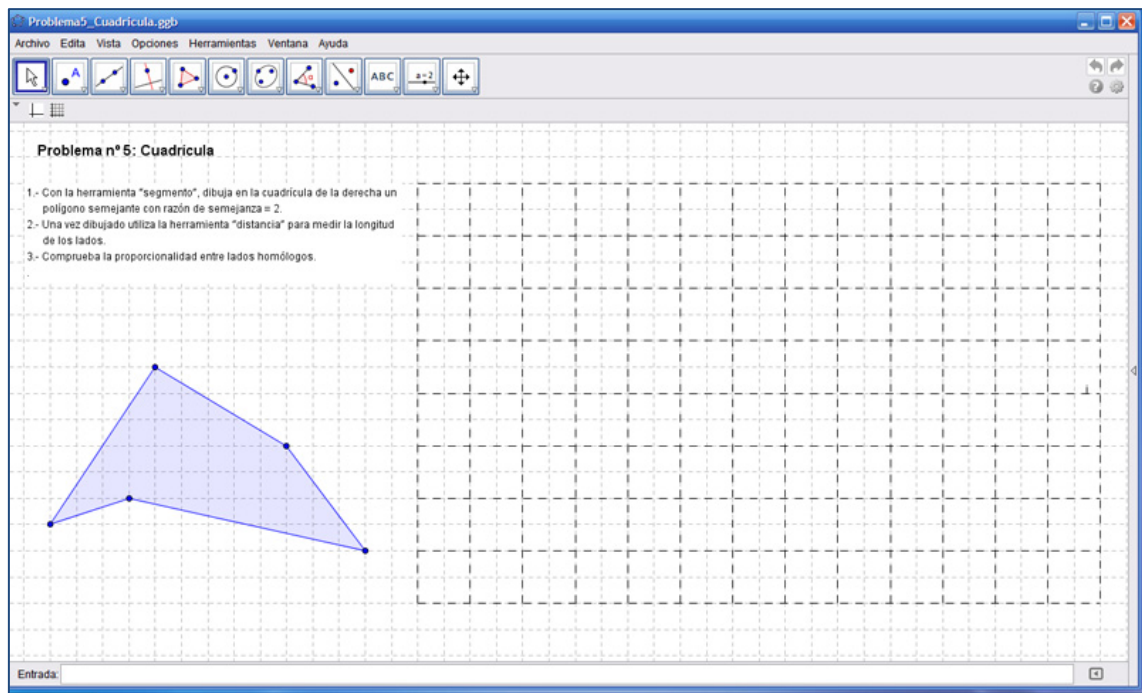 Problema5_Cuadrícula.ggb
Archivo Edita Vista Opciones Herramientas Ventana Ayuda
A
ABC
a=2
Problema nº 5: Cuadrícula
1.- Con la herramienta "segmento", dibuja en la cuadrícula de la derecha un
polígono semejante con razón de semejanza = 2.
2.- Una vez dibujado utiliza la herramienta "distancia" para medir la longitud
de los lados.
3.- Comprueba la proporcionalidad entre lados homólogos.
.
Entrada: